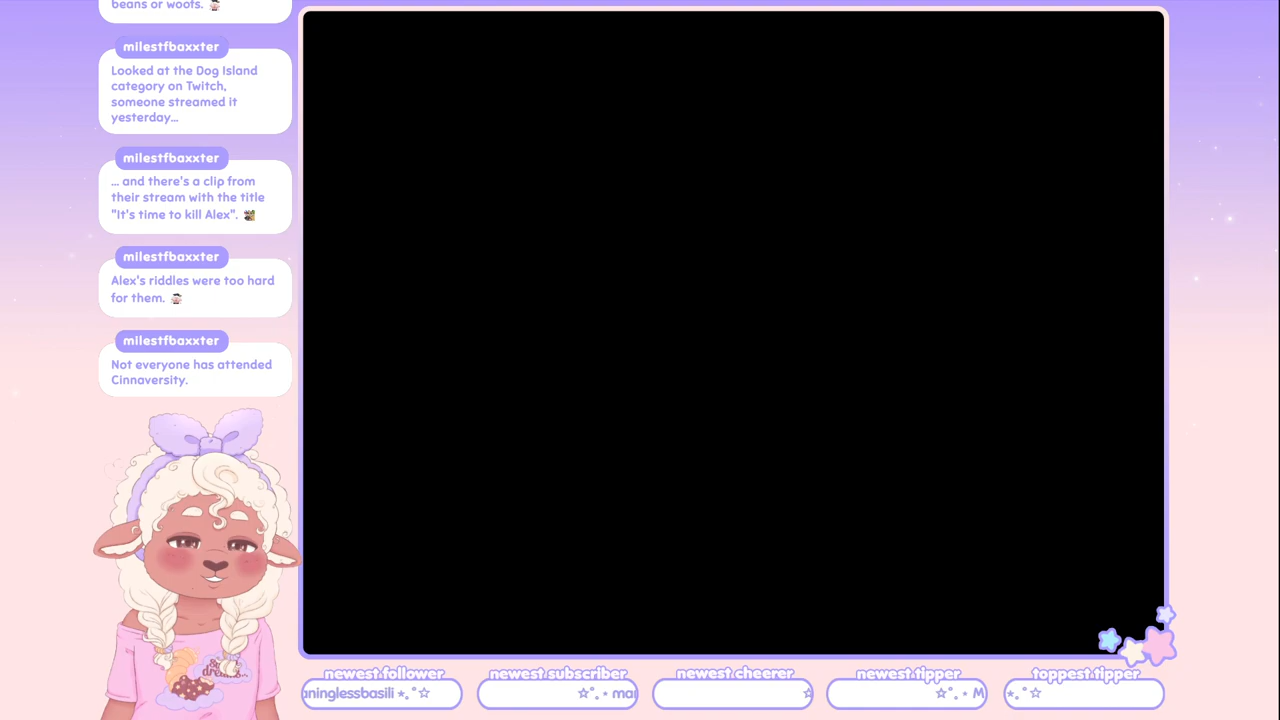 beans or woofs.
milestfbaxxter
Looked at the Dog Island
category on Twitch,
someone streamed it
yesterday...
milestfbaxxter
... and there's a clip from
their stream with the title
"It's time to kill Alex".
milestfbaxxter
Alex's riddles were too hard
for them.
milestfbaxxter
Not everyone has attended
Cinnaversity.
newest follower
newest subscriber
newest cheerer
newest tipper
toppest tipper
aninglessbasili ⋆｡˚☆
☆˚｡⋆ mar
☆
☆˚｡⋆ M
⋆｡˚☆